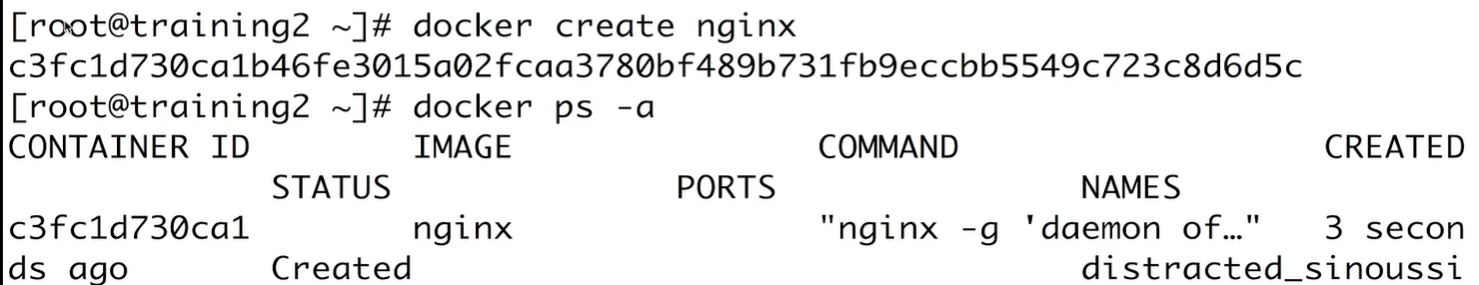 [root@training2 ~]# docker create nginx
c3fc1d730ca1b46fe3015a02fcaa3780bf489b731fb9eccbb5549c723c8d6d5c
[root@training2 ~]# docker ps -a
CONTAINER ID        IMAGE               COMMAND                  CREATED
             STATUS              PORTS               NAMES
c3fc1d730ca1        nginx               "nginx -g 'daemon of…"   3 secon
ds ago       Created                                 distracted_sinoussi